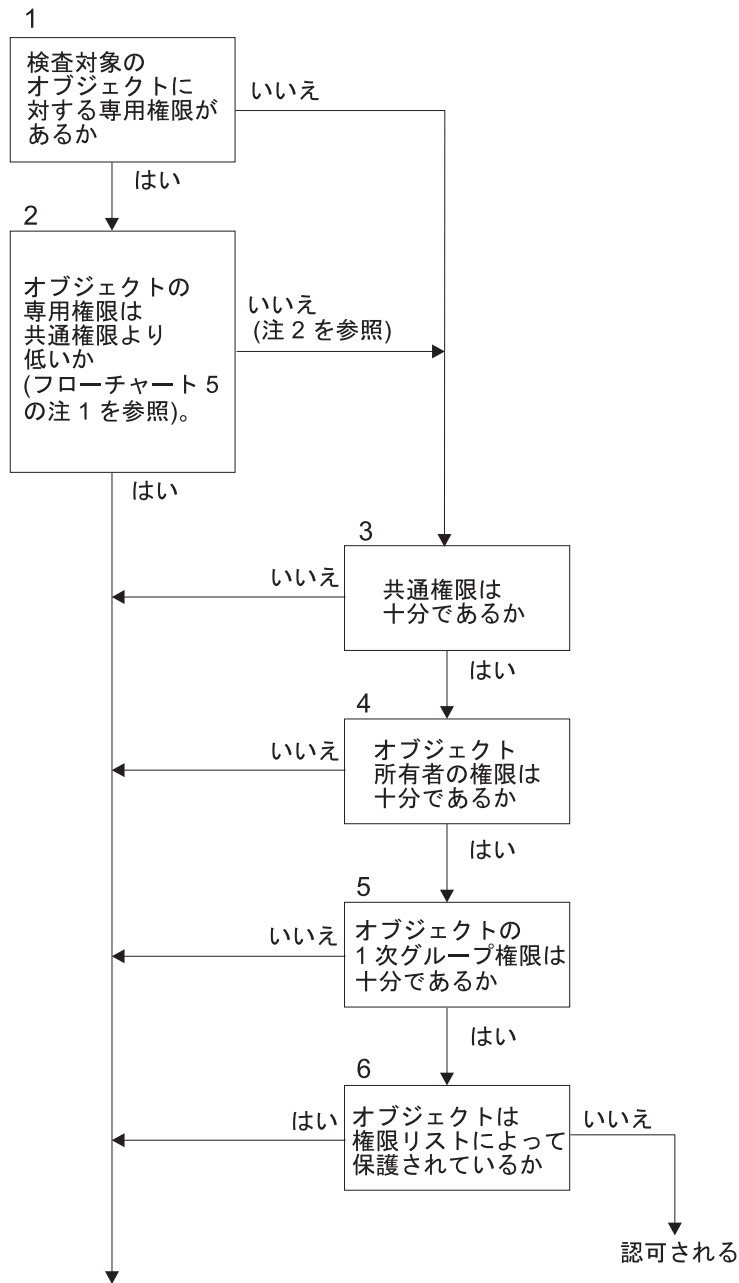 1
検査対象の
オブジェクトに
対する専用権限が
あるか
いいえ
はい
2
オブジェクトの
専用権限は
共通権限より
低いか
(フローチャート 5
の注 1 を参照)。
いいえ
(注 2 を参照)
はい
3
いいえ
共通権限は
十分であるか
はい
4
いいえ
オブジェクト
所有者の権限は
十分であるか
はい
5
いいえ
オブジェクトの
1 次グループ権限は
十分であるか
はい
6
はい
オブジェクトは
権限リストによって
保護されているか
いいえ
認可される